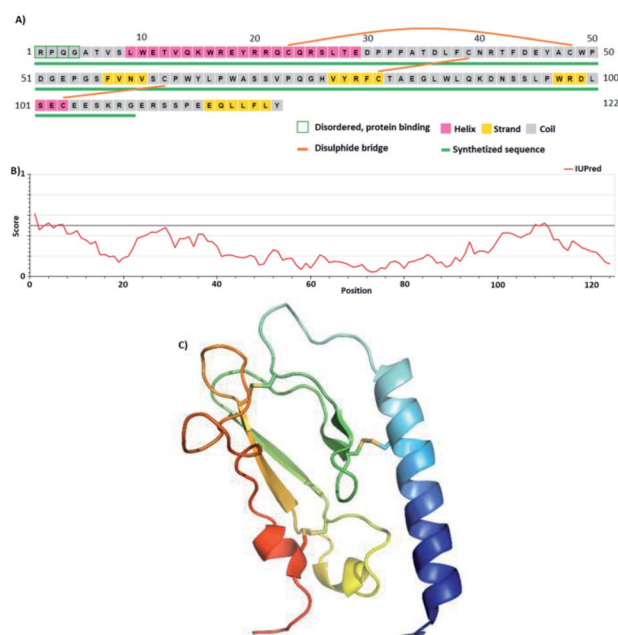 A)
10 20 30 40 50
1 R P Q G A T V S L W E T V Q K W R E Y R R Q C Q R S L T E D P P P A T D L F C N R T F D E Y A C W P 50
51 D G E P G S F V N V S C P W Y L P W A S S V P Q G H V Y R F C T A E G L W L Q K D N S S L P W R D L 100
101 S E C E E S K R G E R S S P E E Q L L F L Y 122
Disordered, protein binding Helix Strand Coil
Disulphide bridge Synthetized sequence
B)
1
IUPred
Score
0
0 20 40 60 80 100 120
Position
C)